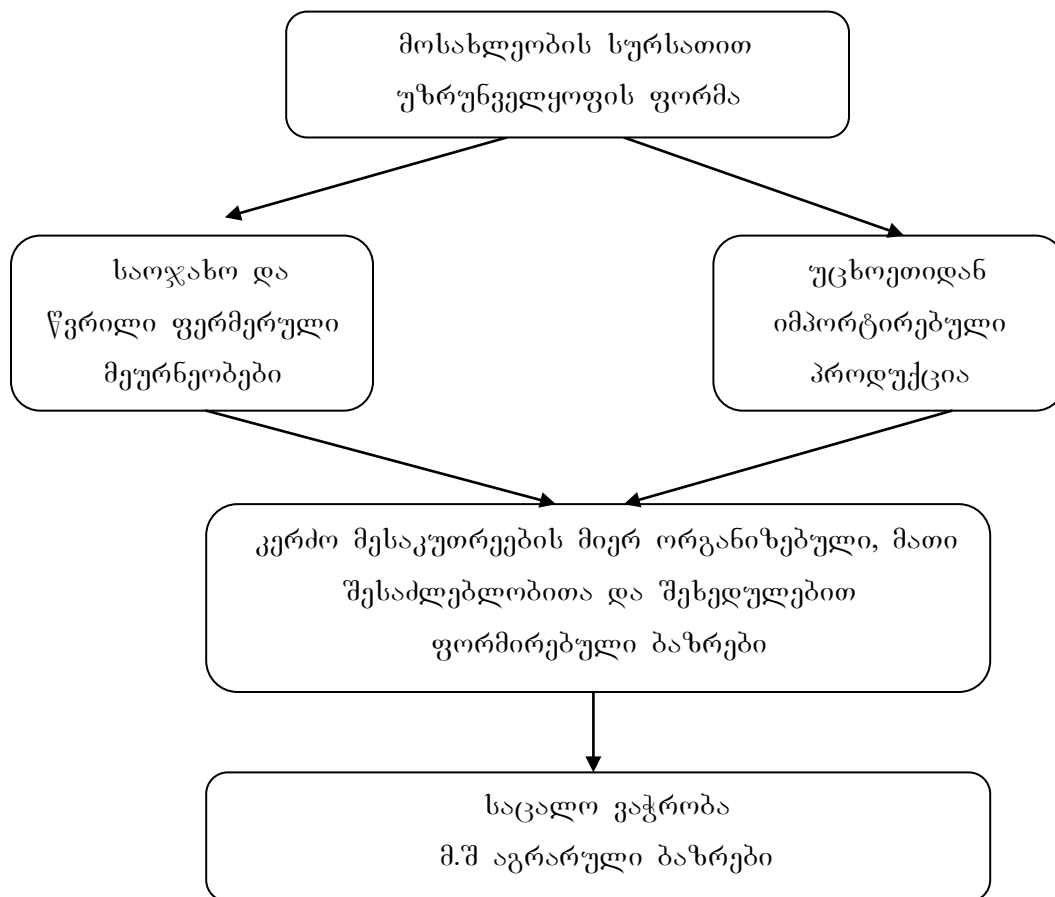 მოსახლეობის სურსათით
უზრუნველყოფის ფორმა
საოჯახო და
წვრილი ფერმერული
მეურნეობები
უცხოეთიდან
იმპორტირებული
პროდუქცია
კერძო მესაკუთრეების მიერ ორგანიზებული, მათი
შესაძლებლობითა და შეხედულებით
ფორმირებული ბაზრები
საცალო ვაჭრობა
მ.შ აგრარული ბაზრები